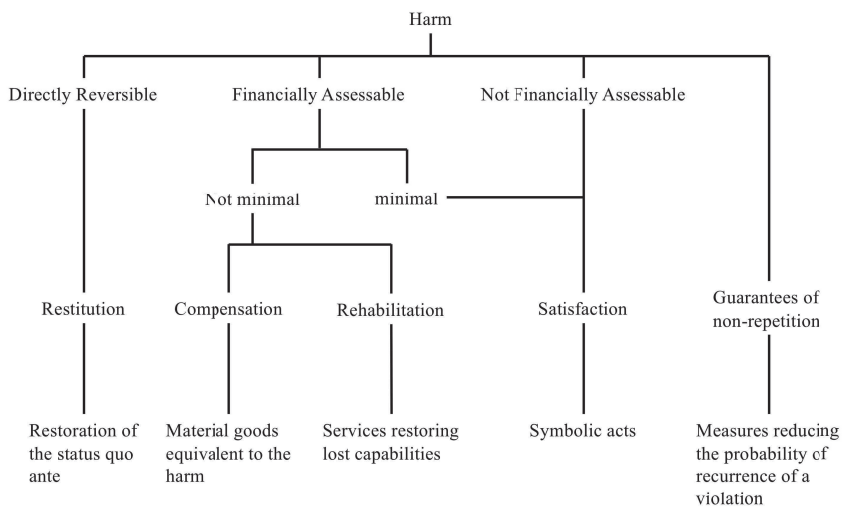 Harm
Directly Reversible
Financially Assessable
Not Financially Assessable
Not minimal
minimal
Restitution
Compensation
Rehabilitation
Satisfaction
Guarantees of
non-repetition
Restoration of
the status quo
ante
Material goods
equivalent to the
harm
Services restoring
lost capabilities
Symbolic acts
Measures reducing
the probability of
recurrence of a
violation